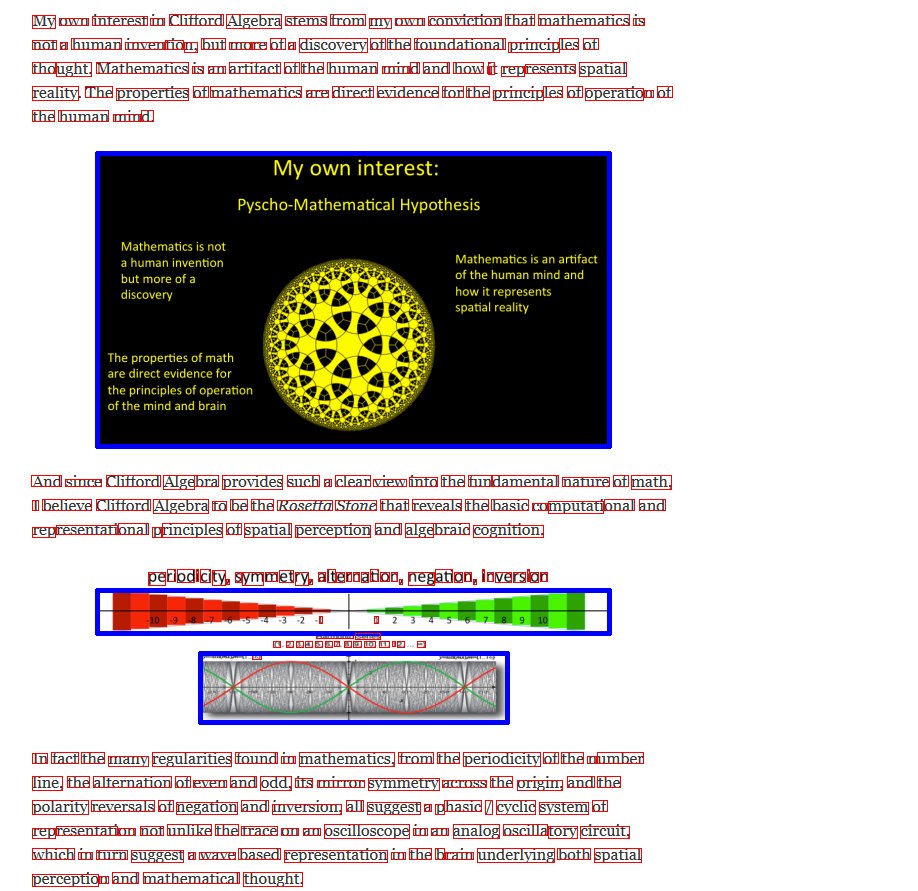 My own interest in Clifford Algebra stems from my own conviction that mathematics is
not a human invention, but more of a discovery of the foundational principles of
thought. Mathematics is an artifact of the human mind and how it represents spatial
reality. The properties of mathematics are direct evidence for the principles of operation of
the human mind.
My own interest:
Pyscho-Mathematical Hypothesis
Mathematics is not
a human invention
but more of a
discovery
Mathematics is an artifact
of the human mind and
how it represents
spatial reality
The properties of math
are direct evidence for
the principles of operation
of the mind and brain
And since Clifford Algebra provides such a clear view into the fundamental nature of math,
I believe Clifford Algebra to be the Rosetta Stone that reveals the basic computational and
representational principles of spatial perception and algebraic cognition.
periodicity, symmetry, alternation, negation, inversion
-10 -9 -8 -7 -6 -5 -4 -3 -2 -1 1 2 3 4 5 6 7 8 9 10
In fact the many regularities found in mathematics, from the periodicity of the number
line, the alternation of even and odd, its mirror symmetry across the origin, and the
polarity reversals of negation and inversion, all suggest a phasic / cyclic system of
representation not unlike the trace on an oscilloscope in an analog oscillatory circuit,
which in turn suggest a wave based representation in the brain underlying both spatial
perception and mathematical thought.